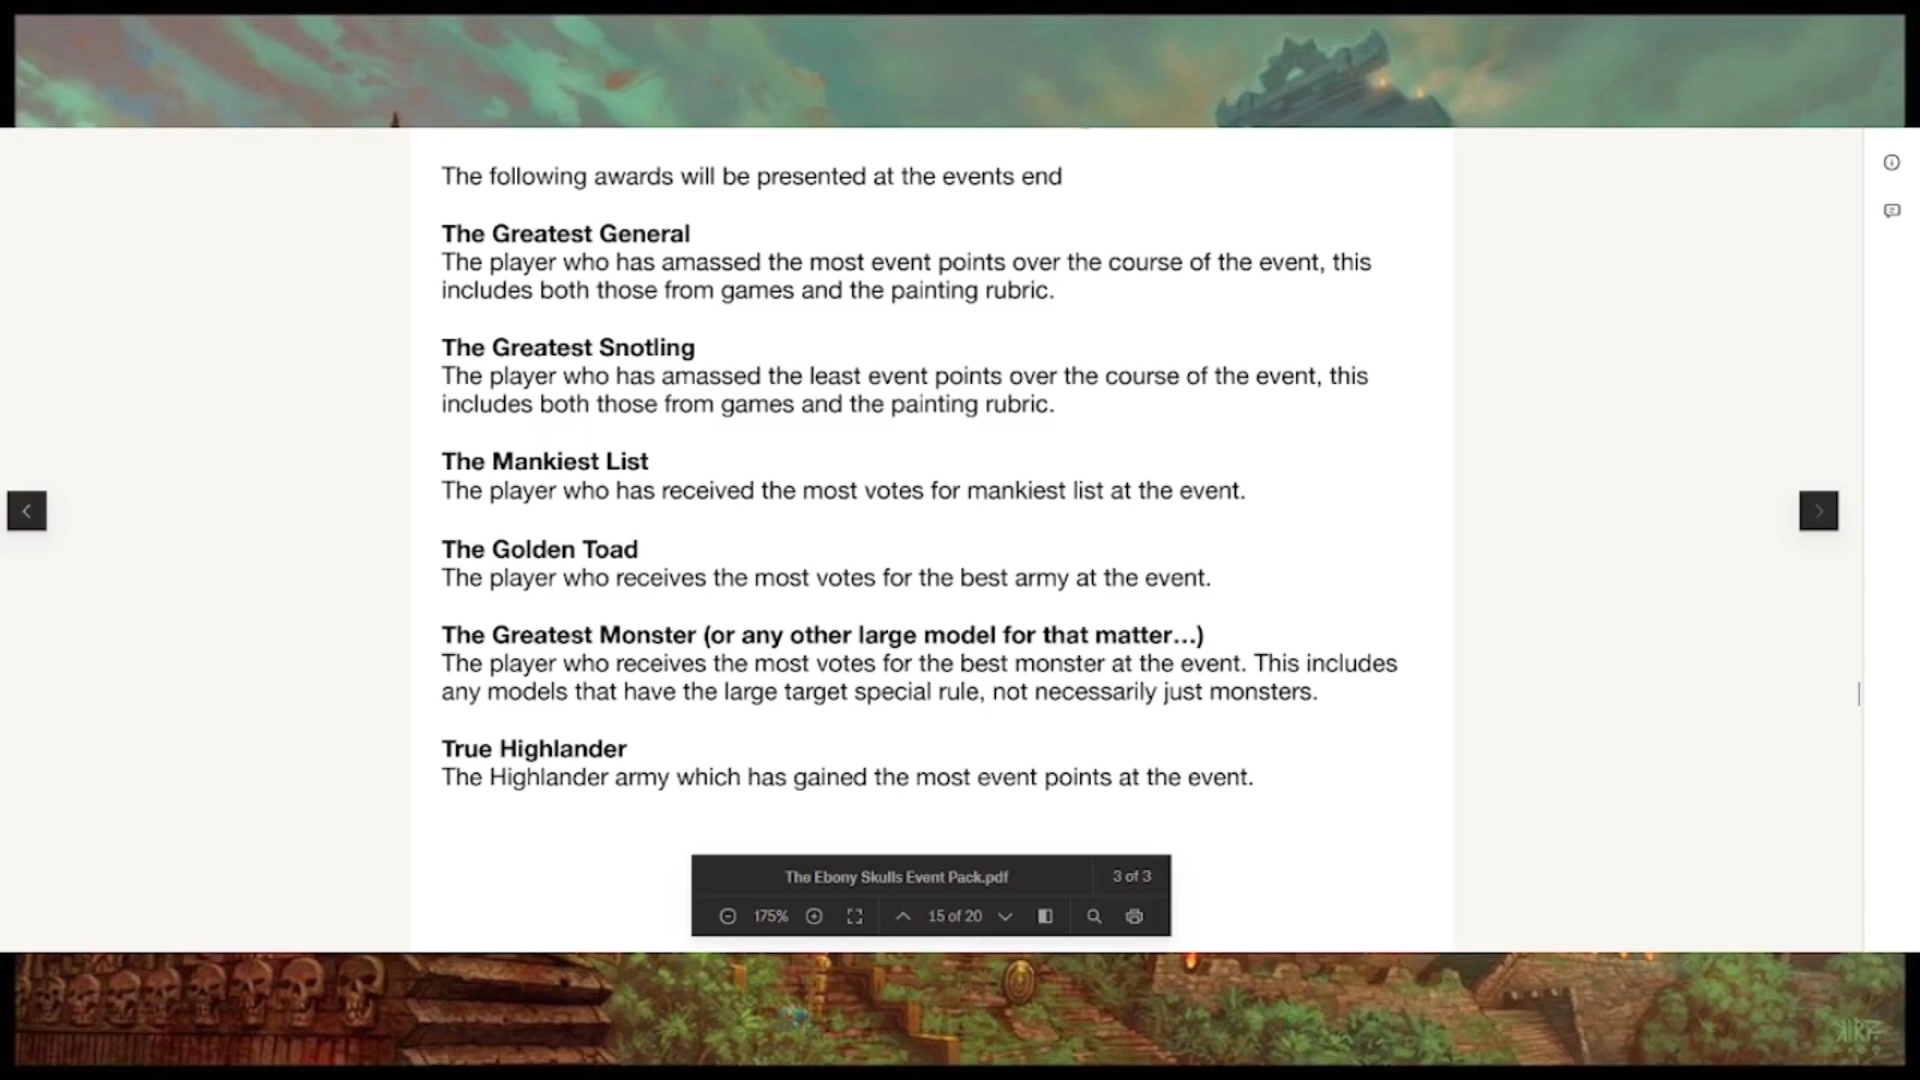 The following awards will be presented at the events end
The Greatest General
The player who has amassed the most event points over the course of the event, this
includes both those from games and the painting rubric.
The Greatest Snotling
The player who has amassed the least event points over the course of the event, this
includes both those from games and the painting rubric.
The Mankiest List
The player who has received the most votes for mankiest list at the event.
The Golden Toad
The player who receives the most votes for the best army at the event.
The Greatest Monster (or any other large model for that matter...)
The player who receives the most votes for the best monster at the event. This includes
any models that have the large target special rule, not necessarily just monsters.
True Highlander
The Highlander army which has gained the most event points at the event.
The Ebony Skulls Event Pack.pdf 3 of 3
175% 15 of 20